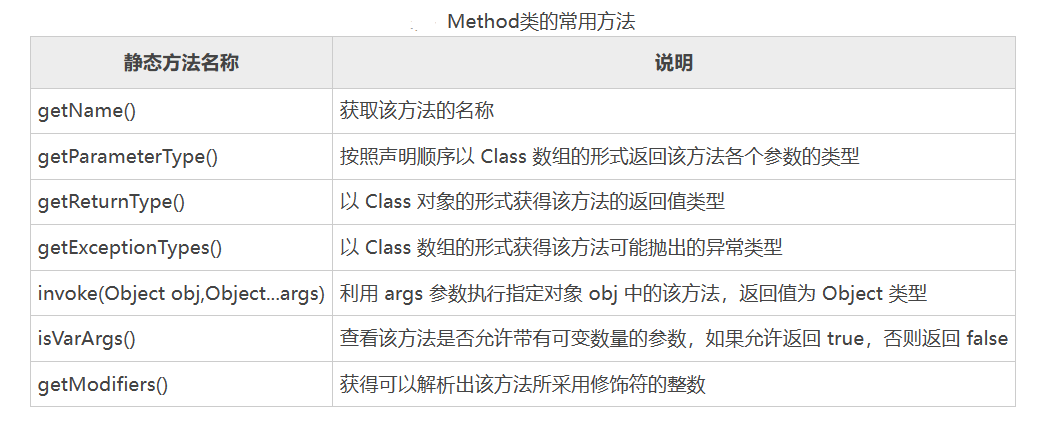 Method类的常用方法
静态方法名称 说明
getName() 获取该方法的名称
getParameterType() 按照声明顺序以 Class 数组的形式返回该方法各个参数的类型
getReturnType() 以 Class 对象的形式获得该方法的返回值类型
getExceptionTypes() 以 Class 数组的形式获得该方法可能抛出的异常类型
invoke(Object obj,Object...args) 利用 args 参数执行指定对象 obj 中的该方法，返回值为 Object 类型
isVarArgs() 查看该方法是否允许带有可变数量的参数，如果允许返回 true，否则返回 false
getModifiers() 获得可以解析出该方法所采用修饰符的整数